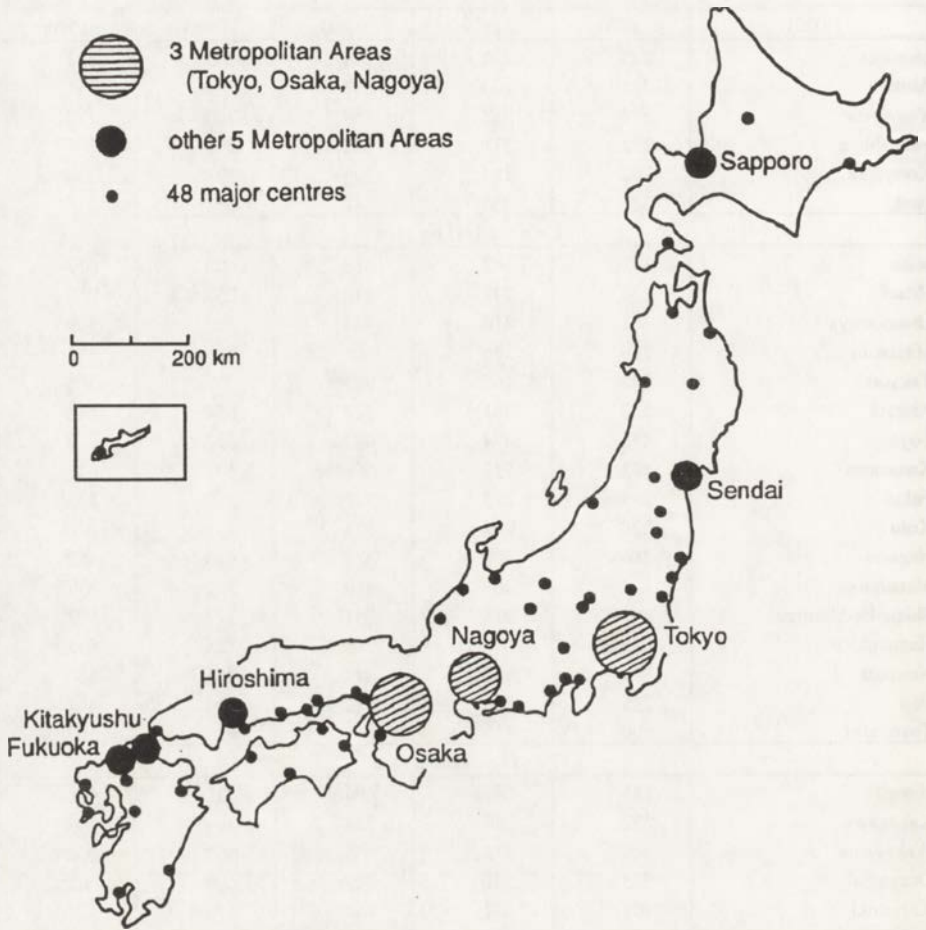 3 Metropolitan Areas
(Tokyo, Osaka, Nagoya)
other 5 Metropolitan Areas
48 major centres
0 200 km
Sapporo
Sendai
Nagoya
Tokyo
Hiroshima
Kitakyushu
Fukuoka
Osaka